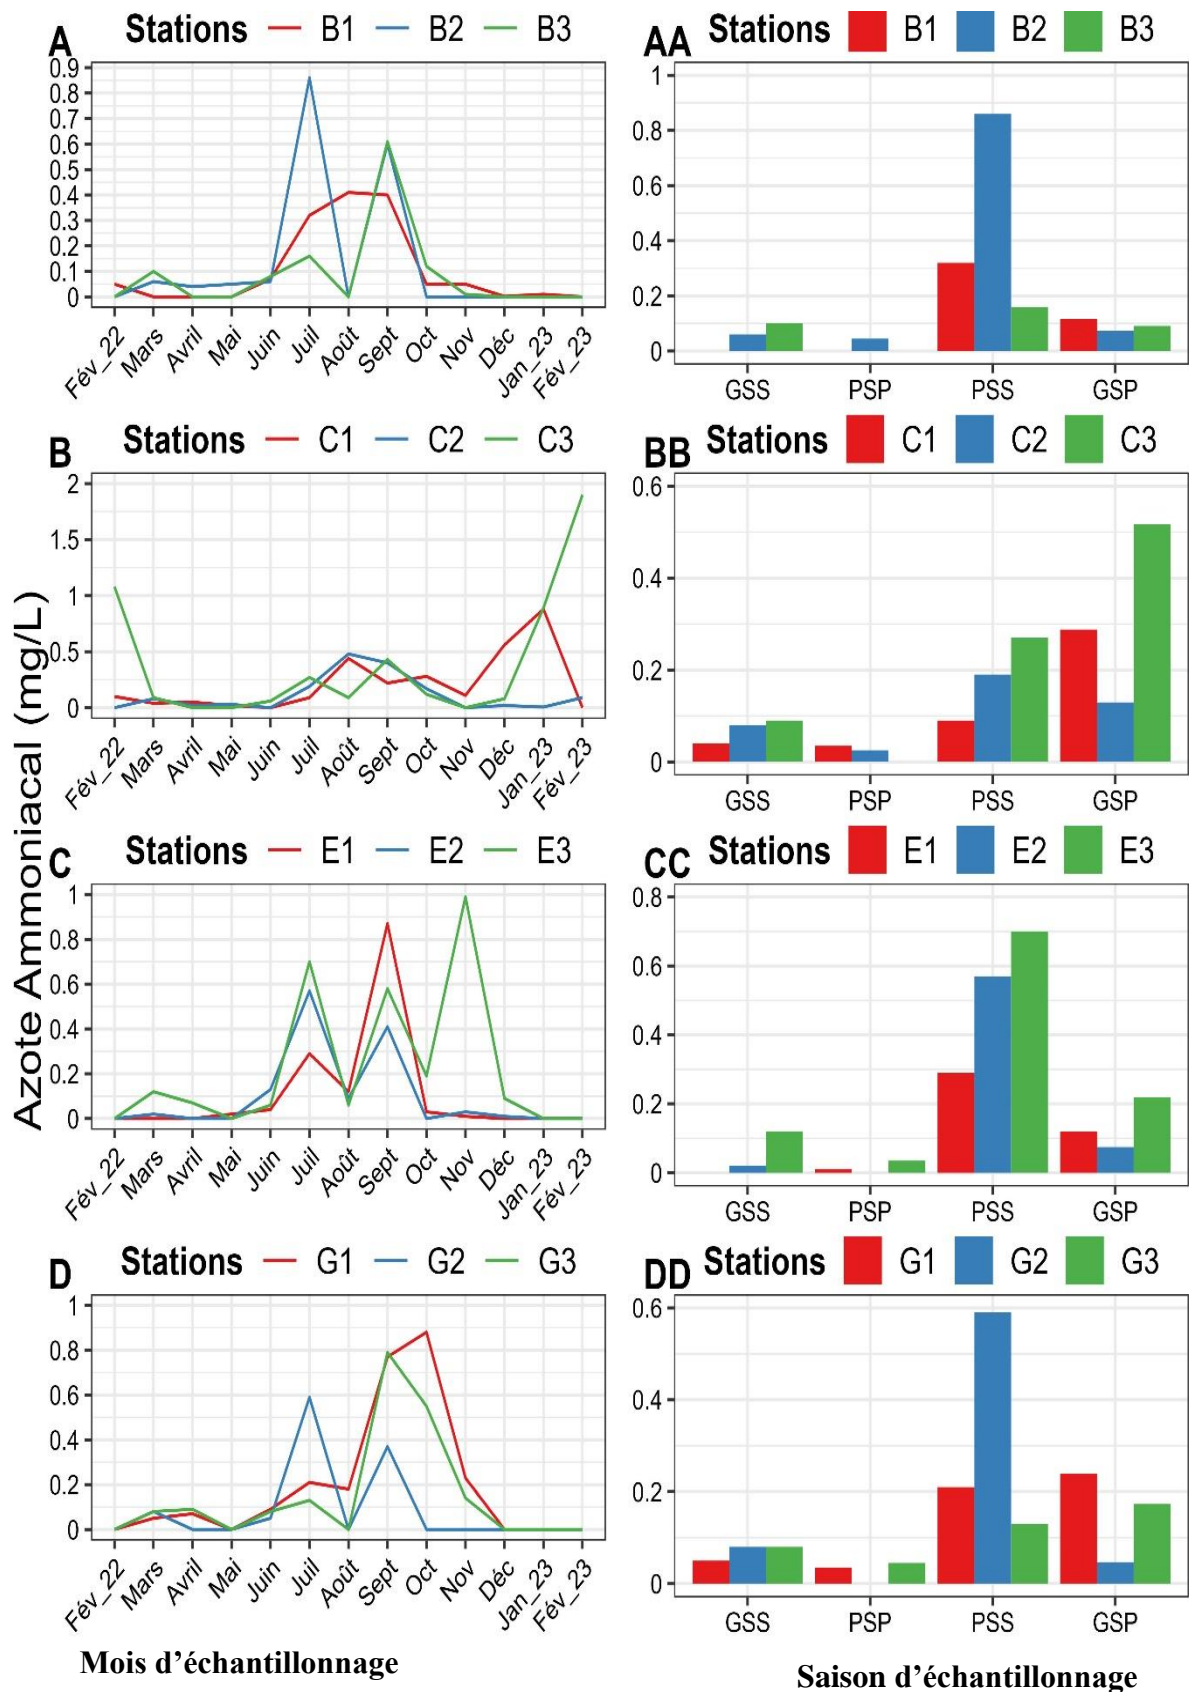 Azote Ammoniacal (mg/L)
A Stations B1 B2 B3
0.9
0.8
0.7
0.6
0.5
0.4
0.3
0.2
0.1
0
Fév_22 Mars Avril Mai Juin Juil Août Sept Oct Nov Déc Jan_23 Fév_23
AA Stations B1 B2 B3
1
0.8
0.6
0.4
0.2
0
GSS PSP PSS GSP
B Stations C1 C2 C3
2
1.5
1
0.5
0
Fév_22 Mars Avril Mai Juin Juil Août Sept Oct Nov Déc Jan_23 Fév_23
BB Stations C1 C2 C3
0.6
0.4
0.2
0
GSS PSP PSS GSP
C Stations E1 E2 E3
1
0.8
0.6
0.4
0.2
0
Fév_22 Mars Avril Mai Juin Juil Août Sept Oct Nov Déc Jan_23 Fév_23
CC Stations E1 E2 E3
0.8
0.6
0.4
0.2
0
GSS PSP PSS GSP
D Stations G1 G2 G3
1
0.8
0.6
0.4
0.2
0
Fév_22 Mars Avril Mai Juin Juil Août Sept Oct Nov Déc Jan_23 Fév_23
DD Stations G1 G2 G3
0.6
0.4
0.2
0
GSS PSP PSS GSP
Mois d’échantillonnage
Saison d’échantillonnage